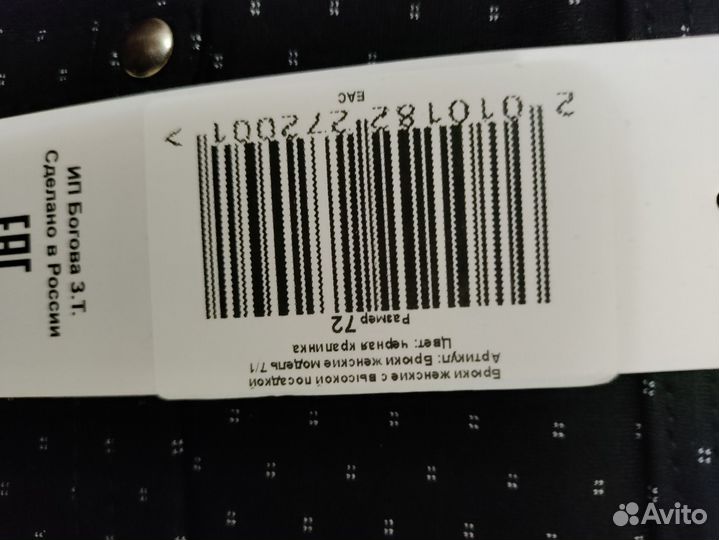 Брюки женские с высокой посадкой
Артикул: Брюки женские модель 7/1
Цвет: черная крапинка
Размер 72
2 010182 272001 >
EAC
ИП Богова З.Т.
Сделано в России
EAC
Avito